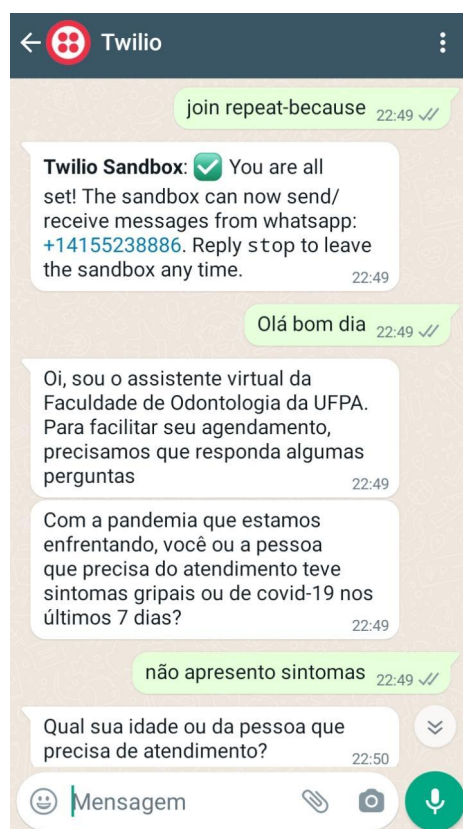 Twilio
join repeat-because 22:49
Twilio Sandbox: ✅ You are all
set! The sandbox can now send/
receive messages from whatsapp:
+14155238886. Reply stop to leave
the sandbox any time. 22:49
Olá bom dia 22:49
Oi, sou o assistente virtual da
Faculdade de Odontologia da UFPA.
Para facilitar seu agendamento,
precisamos que responda algumas
perguntas 22:49
Com a pandemia que estamos
enfrentando, você ou a pessoa
que precisa do atendimento teve
sintomas gripais ou de covid-19 nos
últimos 7 dias? 22:49
não apresento sintomas 22:49
Qual sua idade ou da pessoa que
precisa de atendimento? 22:50
Mensagem